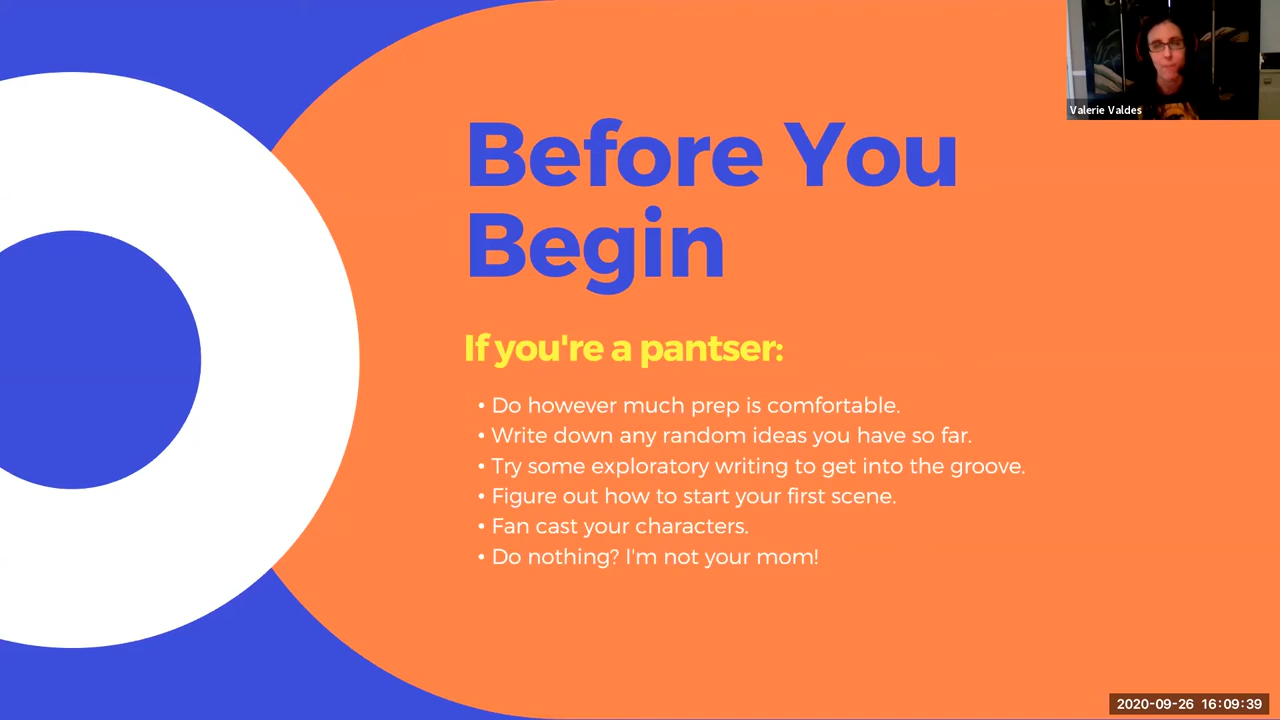 Valerie Valdes
Before You
Begin
If you're a pantser:
• Do however much prep is comfortable.
• Write down any random ideas you have so far.
• Try some exploratory writing to get into the groove.
• Figure out how to start your first scene.
• Fan cast your characters.
• Do nothing? I'm not your mom!
2020-09-26 16:09:39